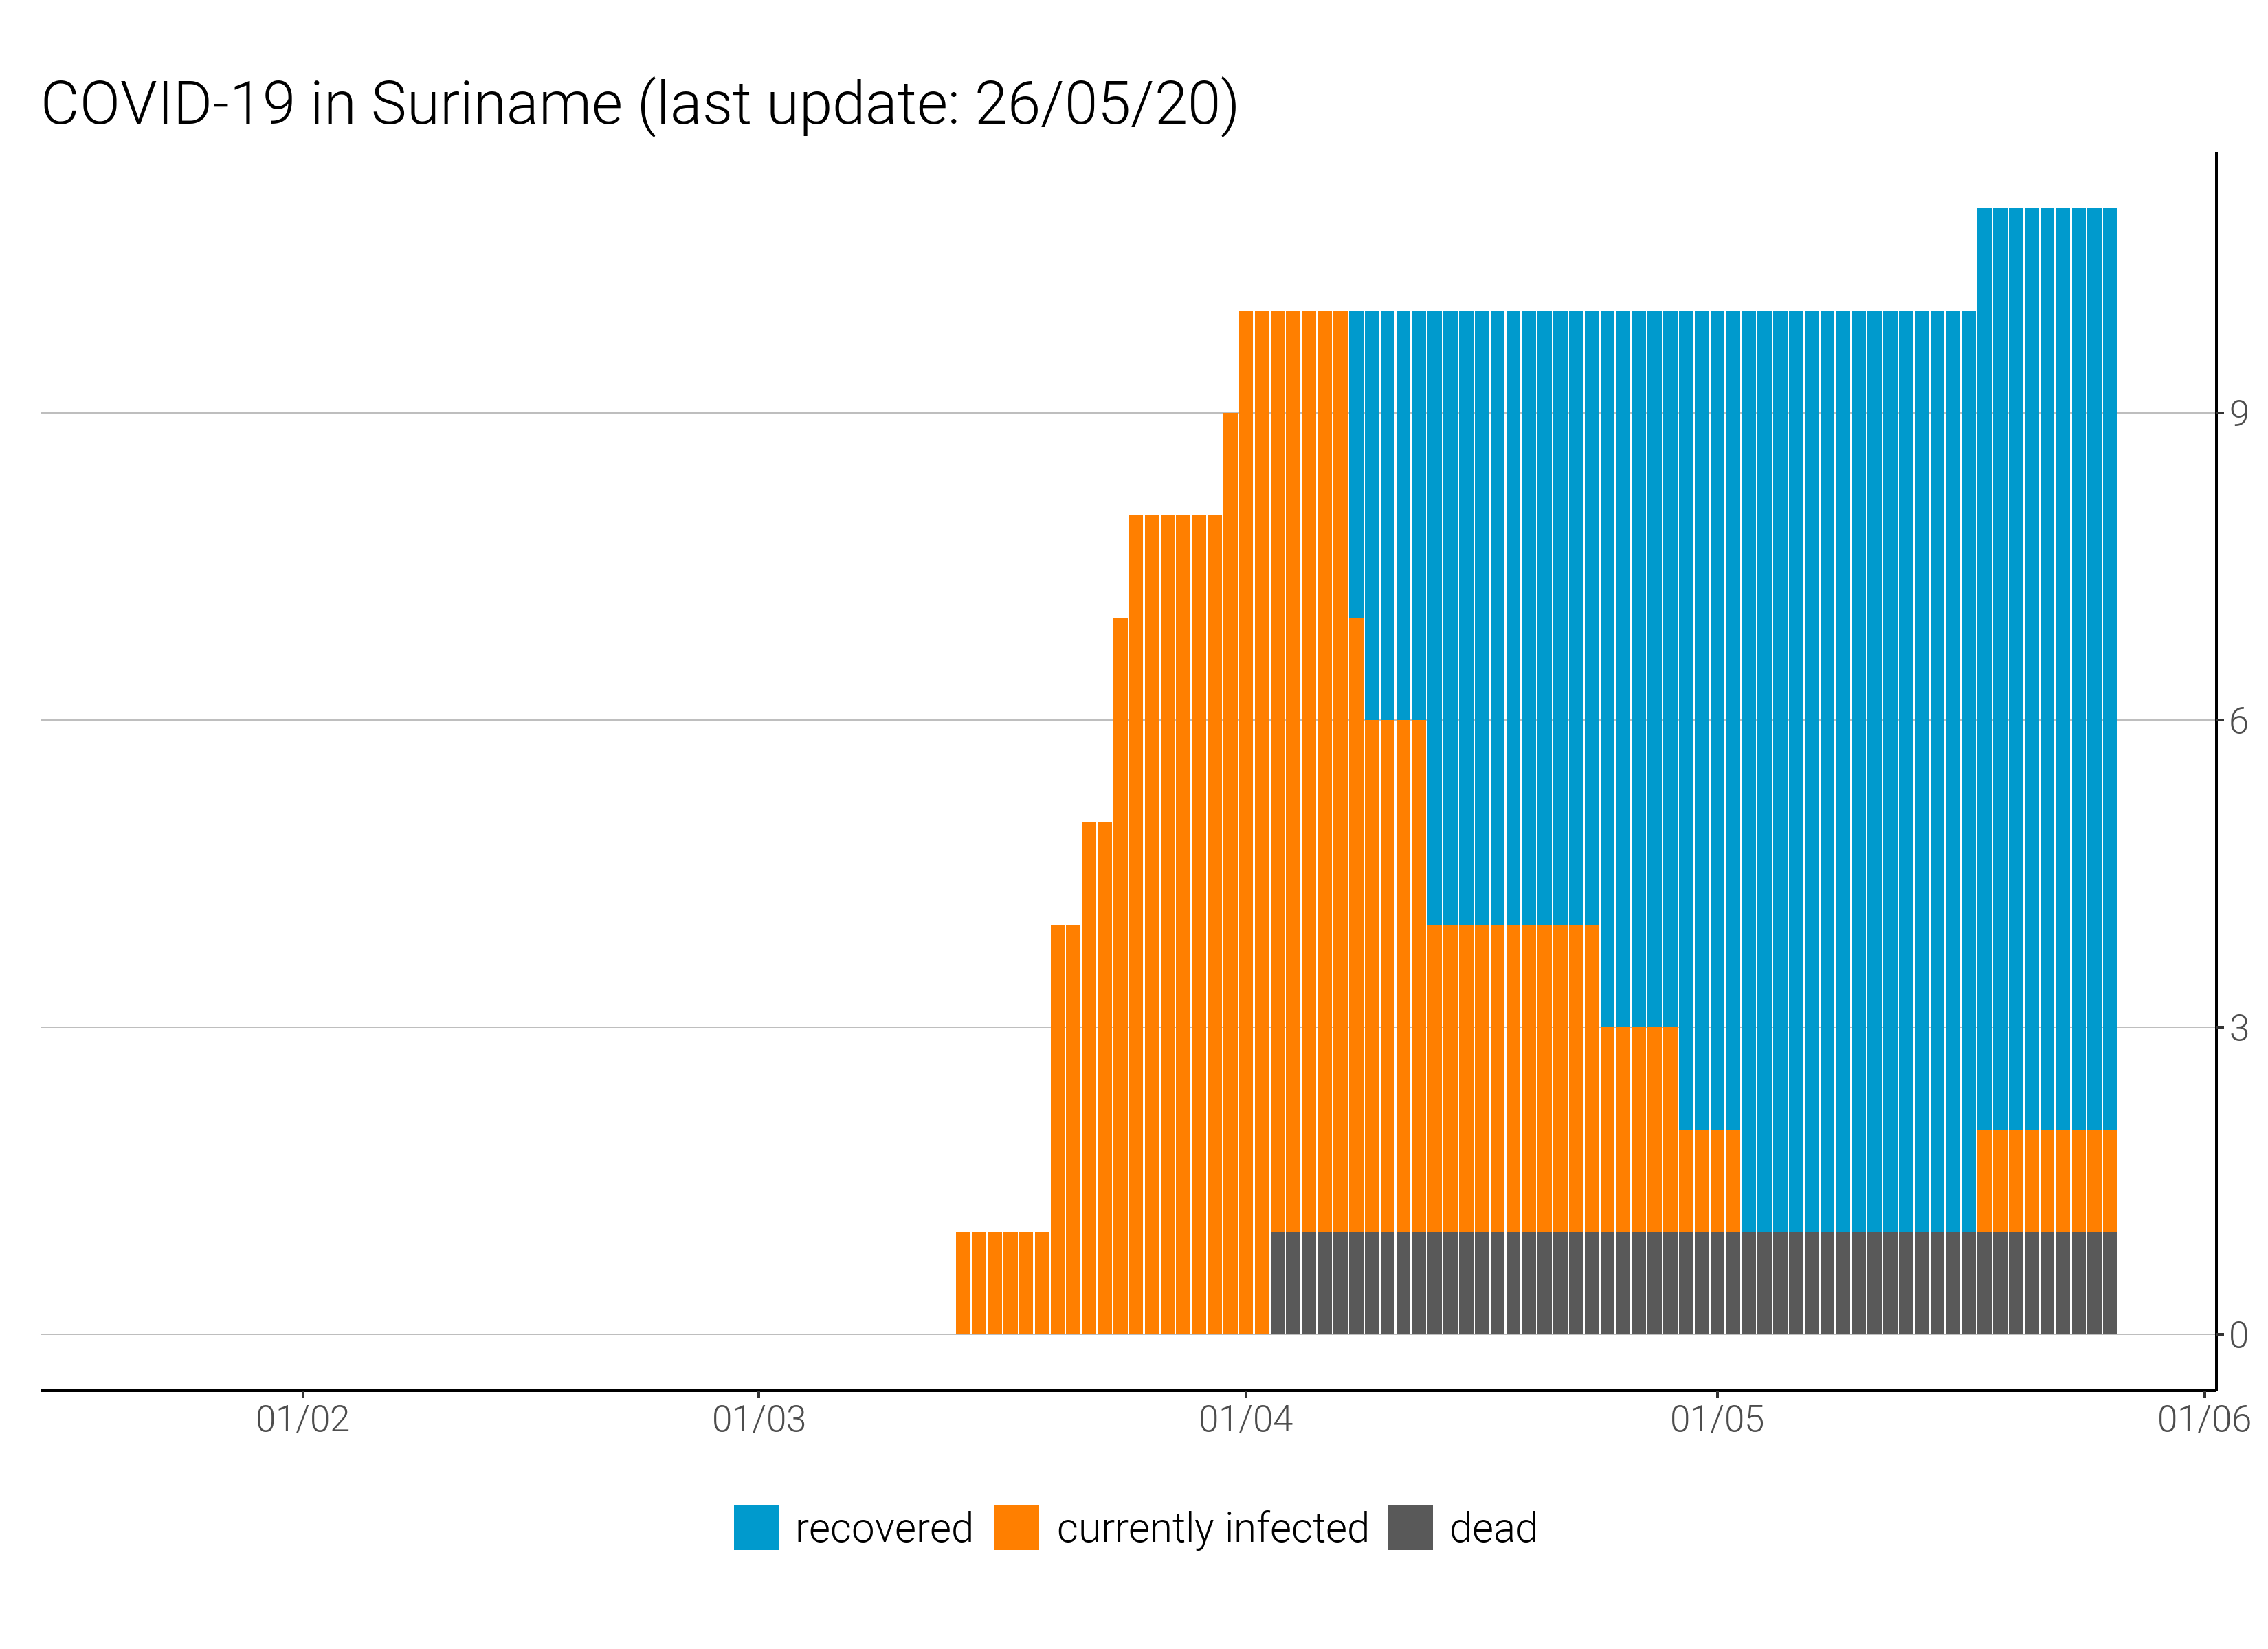 COVID-19 in Suriname (last update: 26/05/20)
9
6
3
0
01/02 01/03 01/04 01/05 01/06
recovered currently infected dead